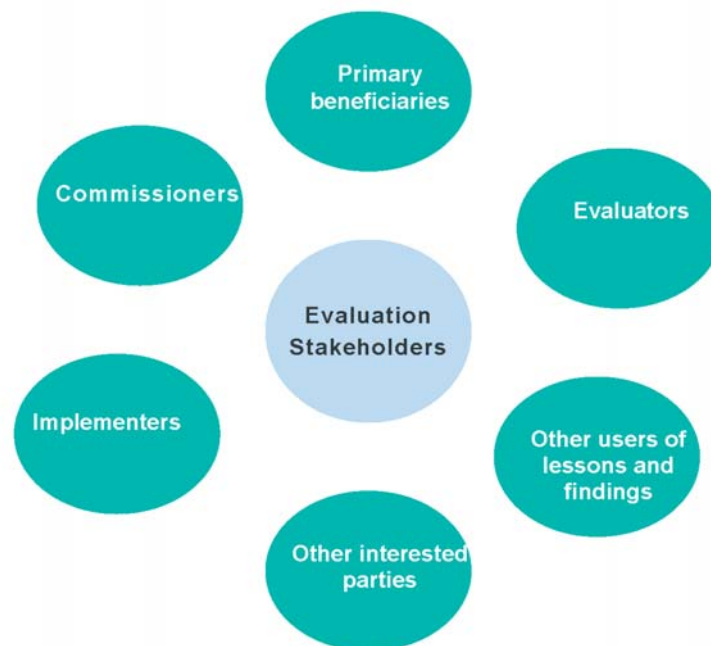 Primary
beneficiaries
Commissioners
Evaluators
Evaluation
Stakeholders
Implementers
Other users of
lessons and
findings
Other interested
parties